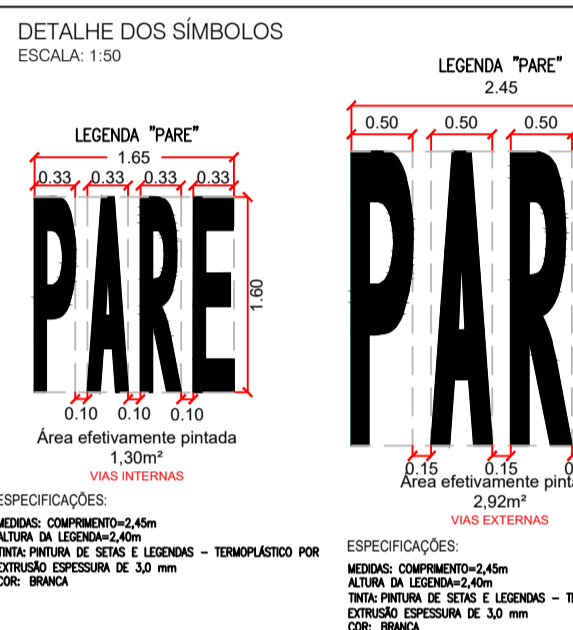 DETALHE DOS SÍMBOLOS
ESCALA: 1:50
LEGENDA "PARE"
1.65
0.33 0.33 0.33 0.33
PARE
1.60
0.10 0.10 0.10
Área efetivamente pintada
1,30m²
VIAS INTERNAS
ESPECIFICAÇÕES:
MEDIDAS: COMPRIMENTO=2,45m
ALTURA DA LEGENDA=2,40m
TINTA: PINTURA DE SETAS E LEGENDAS – TERMOPLÁSTICO POR
EXTRUSÃO ESPESSURA DE 3,0 mm
COR: BRANCA
LEGENDA "PARE"
2.45
0.50 0.50 0.50
PAR
0.15 0.15
Área efetivamente
2,92m²
VIAS EXTERNAS
ESPECIFICAÇÕES:
MEDIDAS: COMPRIMENTO=2,45m
ALTURA DA LEGENDA=2,40m
TINTA: PINTURA DE SETAS E LEGENDAS –
EXTRUSÃO ESPESSURA DE 3,0 mm
COR: BRANCA